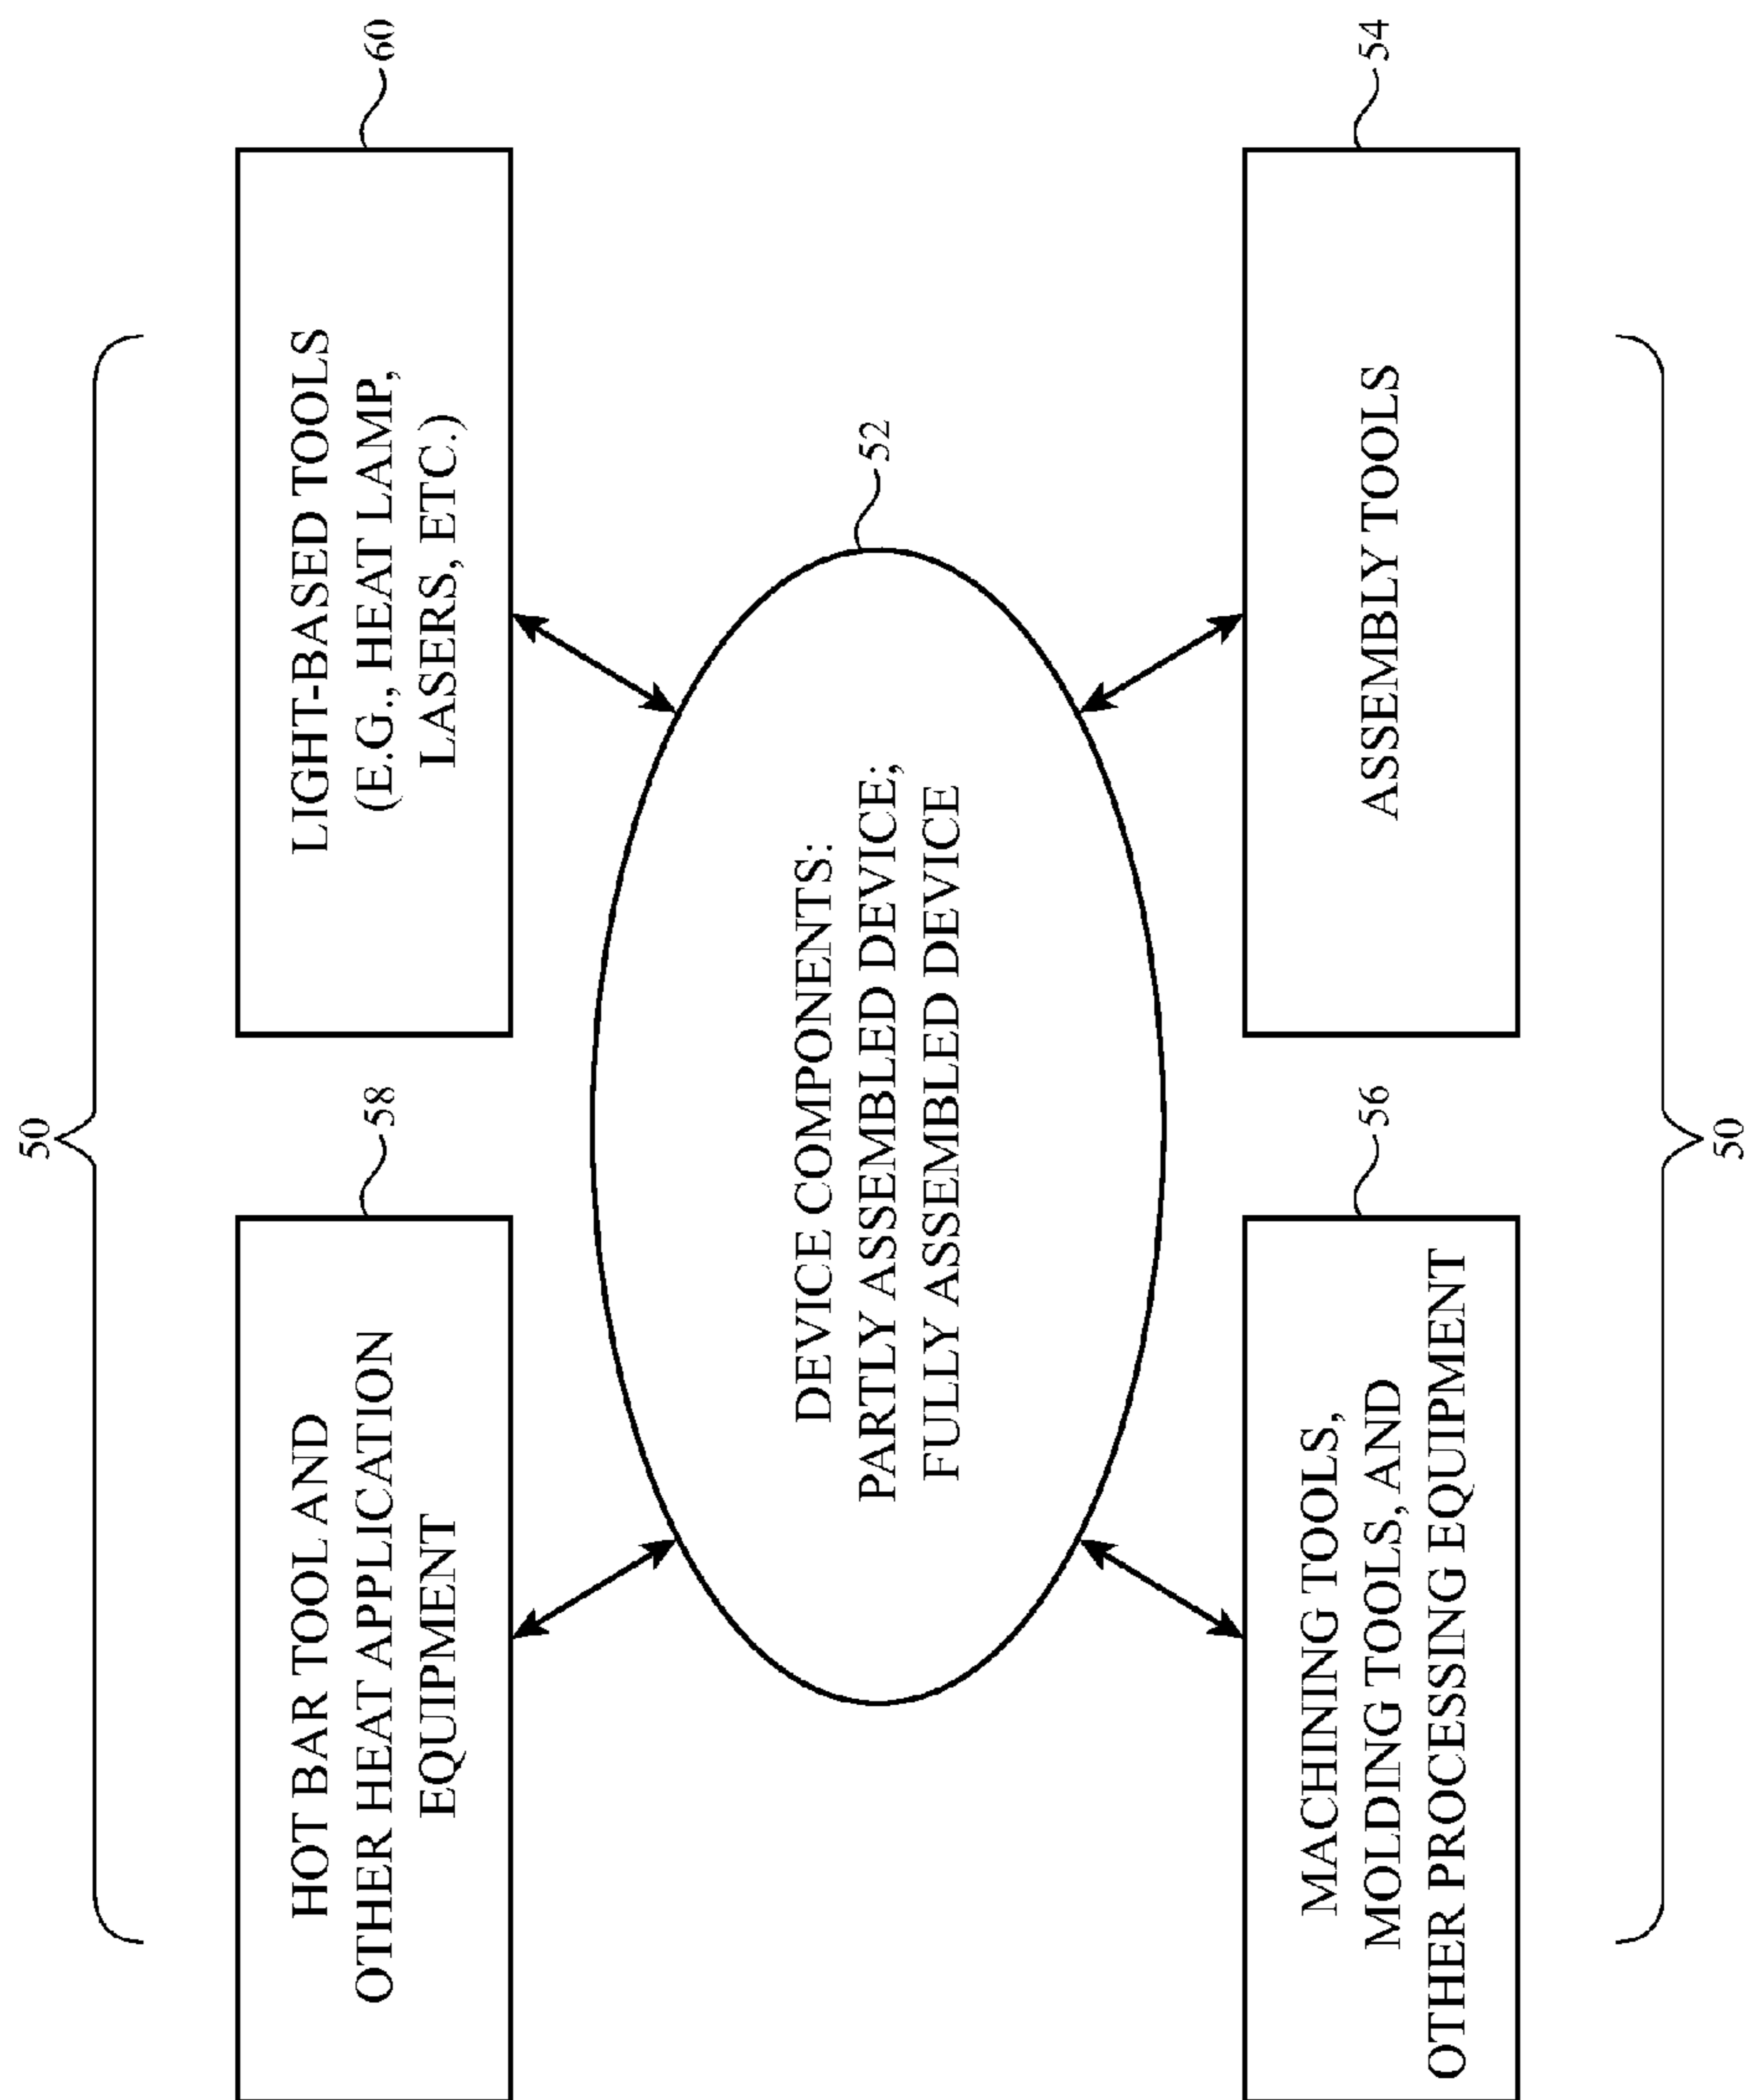 50
HOT BAR TOOL AND
OTHER HEAT APPLICATION
EQUIPMENT
58
LIGHT-BASED TOOLS
(E.G., HEAT LAMP,
LASERS, ETC.)
60
DEVICE COMPONENTS:
PARTLY ASSEMBLED DEVICE;
FULLY ASSEMBLED DEVICE
52
MACHINING TOOLS,
MOLDING TOOLS, AND
OTHER PROCESSING EQUIPMENT
56
ASSEMBLY TOOLS
54
50